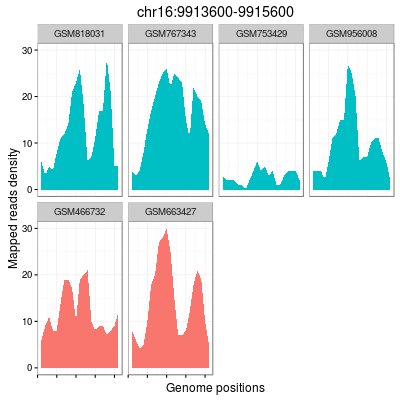 chr16:9913600-9915600
GSM818031 GSM767343 GSM753429 GSM956008
30
20
10
0
GSM466732 GSM663427
30
20
10
0
Mapped reads density
Genome positions